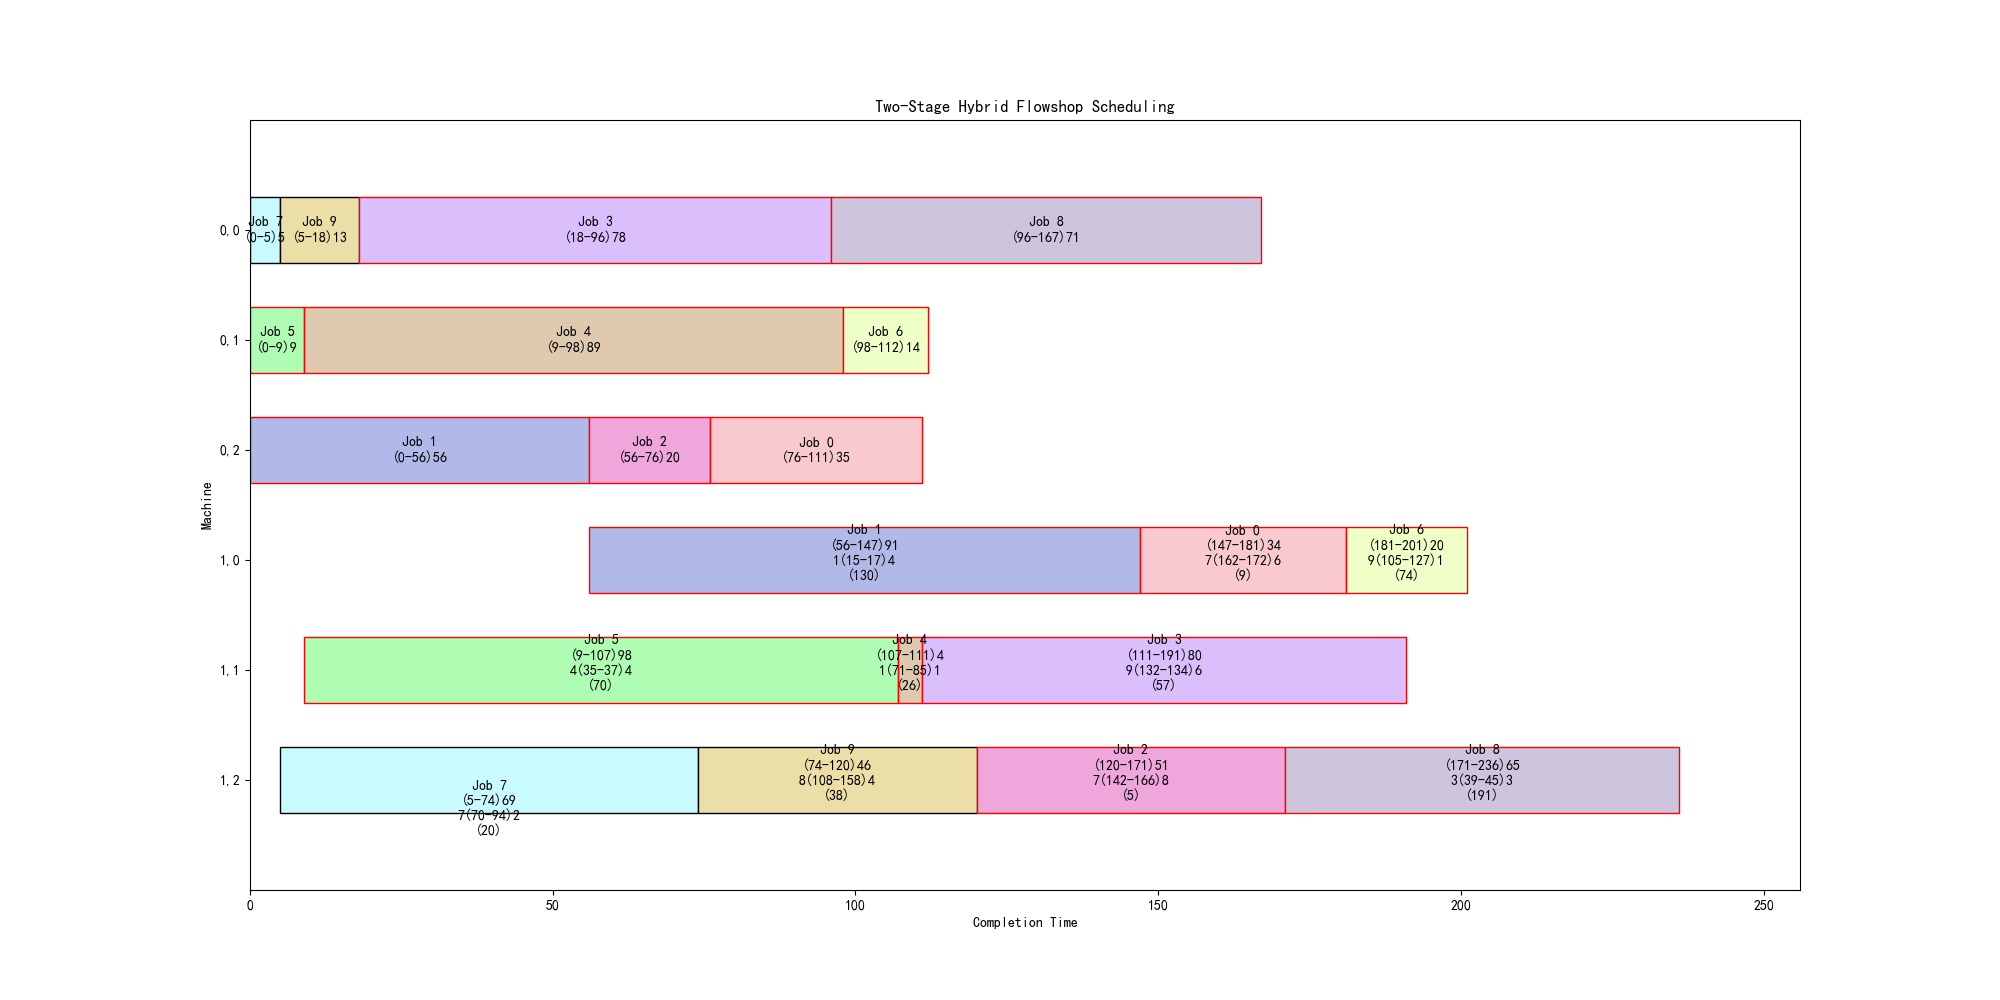 Two-Stage Hybrid Flowshop Scheduling
Machine
0,0
Job 7
(0-5)5
Job 9
(5-18)13
Job 3
(18-96)78
Job 8
(96-167)71
0,1
Job 5
(0-9)9
Job 4
(9-98)89
Job 6
(98-112)14
0,2
Job 1
(0-56)56
Job 2
(56-76)20
Job 0
(76-111)35
1,0
Job 1
(56-147)91
1(15-17)4
(130)
Job 0
(147-181)34
7(162-172)6
(9)
Job 6
(181-201)20
9(105-127)1
(74)
1,1
Job 5
(9-107)98
4(35-37)4
(70)
Job 4
(107-111)4
1(71-85)1
(26)
Job 3
(111-191)80
9(132-134)6
(57)
1,2
Job 7
(5-74)69
7(70-94)2
(20)
Job 9
(74-120)46
8(108-158)4
(38)
Job 2
(120-171)51
7(142-166)8
(5)
Job 8
(171-236)65
3(39-45)3
(191)
0
50
100
150
200
250
Completion Time